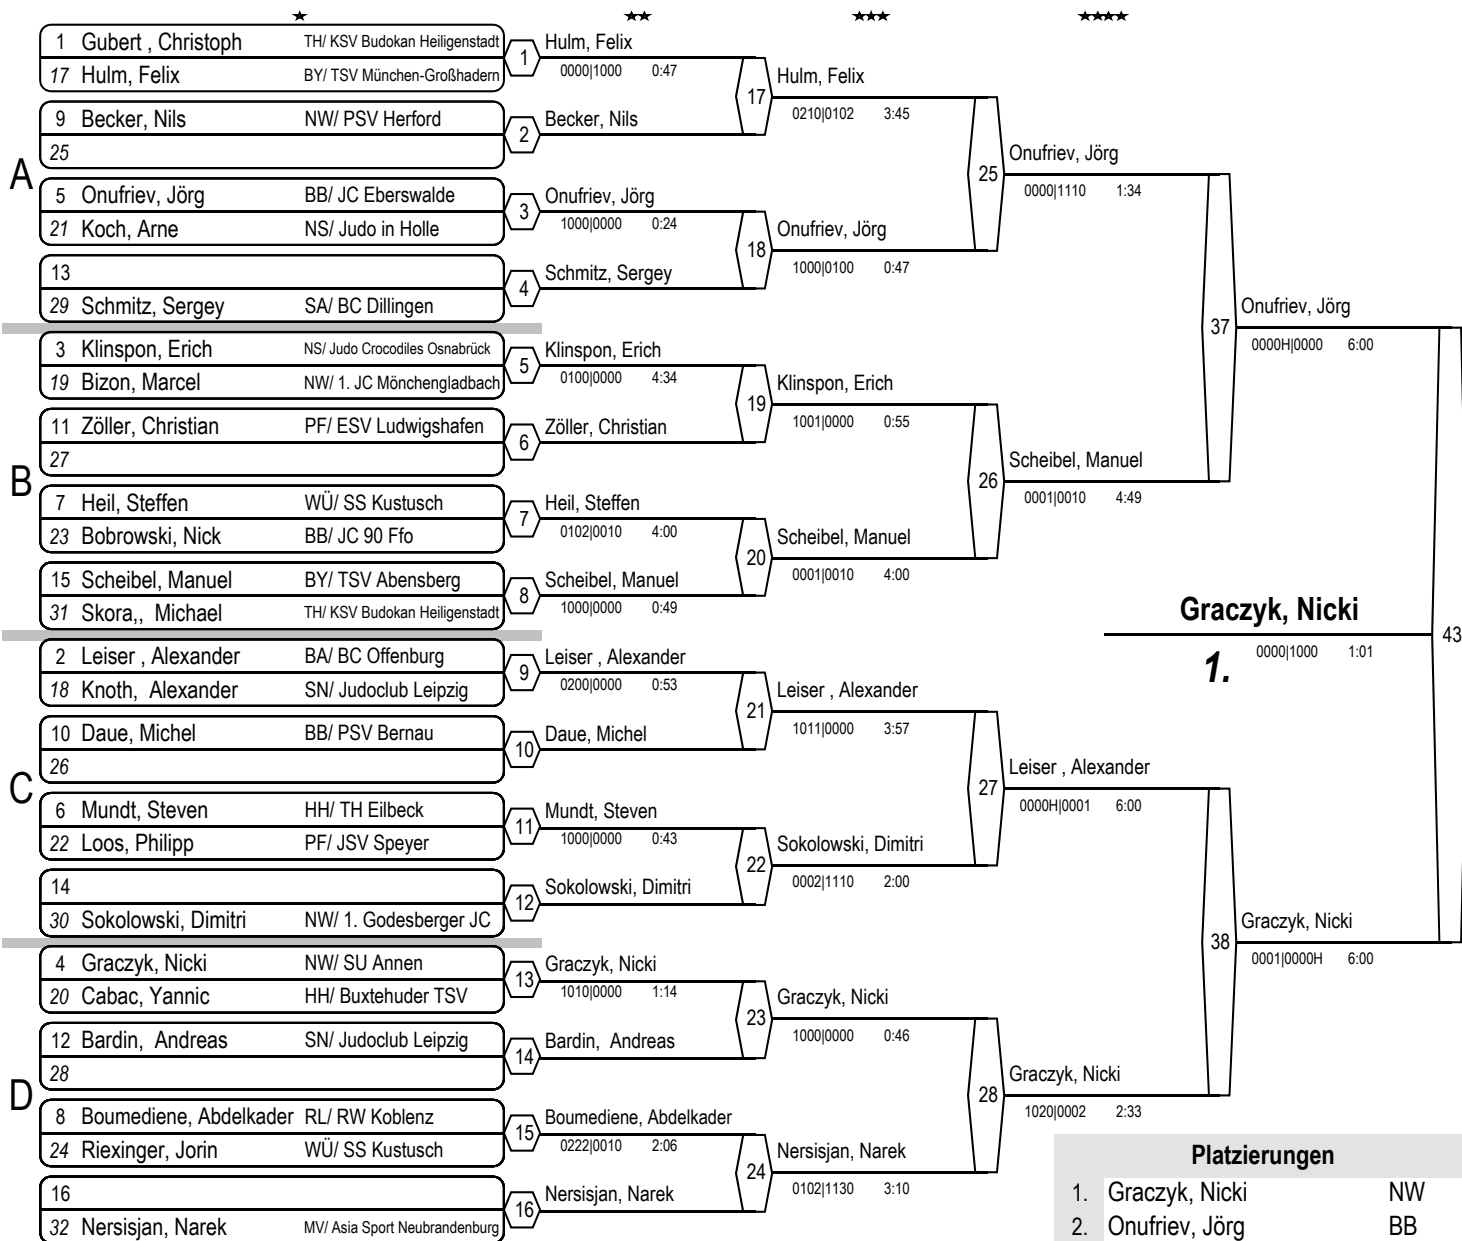 A
1 Gubert , Christoph TH/ KSV Budokan Heiligenstadt
17 Hulm, Felix BY/ TSV München-Großhadern
9 Becker, Nils NW/ PSV Herford
25
5 Onufriev, Jörg BB/ JC Eberswalde
21 Koch, Arne NS/ Judo in Holle
13
29 Schmitz, Sergey SA/ BC Dillingen
B
3 Klinspon, Erich NS/ Judo Crocodiles Osnabrück
19 Bizon, Marcel NW/ 1. JC Mönchengladbach
11 Zöller, Christian PF/ ESV Ludwigshafen
27
7 Heil, Steffen WÜ/ SS Kustusch
23 Bobrowski, Nick BB/ JC 90 Ffo
15 Scheibel, Manuel BY/ TSV Abensberg
31 Skora,, Michael TH/ KSV Budokan Heiligenstadt
C
2 Leiser , Alexander BA/ BC Offenburg
18 Knoth, Alexander SN/ Judoclub Leipzig
10 Daue, Michel BB/ PSV Bernau
26
6 Mundt, Steven HH/ TH Eilbeck
22 Loos, Philipp PF/ JSV Speyer
14
30 Sokolowski, Dimitri NW/ 1. Godesberger JC
D
4 Graczyk, Nicki NW/ SU Annen
20 Cabac, Yannic HH/ Buxtehuder TSV
12 Bardin, Andreas SN/ Judoclub Leipzig
28
8 Boumediene, Abdelkader RL/ RW Koblenz
24 Riexinger, Jorin WÜ/ SS Kustusch
16
32 Nersisjan, Narek MV/ Asia Sport Neubrandenburg
1 Hulm, Felix
0000|1000 0:47
2 Becker, Nils
3 Onufriev, Jörg
1000|0000 0:24
4 Schmitz, Sergey
5 Klinspon, Erich
0100|0000 4:34
6 Zöller, Christian
7 Heil, Steffen
0102|0010 4:00
8 Scheibel, Manuel
1000|0000 0:49
9 Leiser , Alexander
0200|0000 0:53
10 Daue, Michel
11 Mundt, Steven
1000|0000 0:43
12 Sokolowski, Dimitri
13 Graczyk, Nicki
1010|0000 1:14
14 Bardin, Andreas
15 Boumediene, Abdelkader
0222|0010 2:06
16 Nersisjan, Narek
17 Hulm, Felix
0210|0102 3:45
18 Onufriev, Jörg
1000|0100 0:47
19 Klinspon, Erich
1001|0000 0:55
20 Scheibel, Manuel
0001|0010 4:00
21 Leiser , Alexander
1011|0000 3:57
22 Sokolowski, Dimitri
0002|1110 2:00
23 Graczyk, Nicki
1000|0000 0:46
24 Nersisjan, Narek
0102|1130 3:10
25 Onufriev, Jörg
0000|1110 1:34
26 Scheibel, Manuel
0001|0010 4:49
27 Leiser , Alexander
0000H|0001 6:00
28 Graczyk, Nicki
1020|0002 2:33
37 Onufriev, Jörg
0000H|0000 6:00
38 Graczyk, Nicki
0001|0000H 6:00
Graczyk, Nicki 43
1. 0000|1000 1:01
Platzierungen
1. Graczyk, Nicki NW
2. Onufriev, Jörg BB